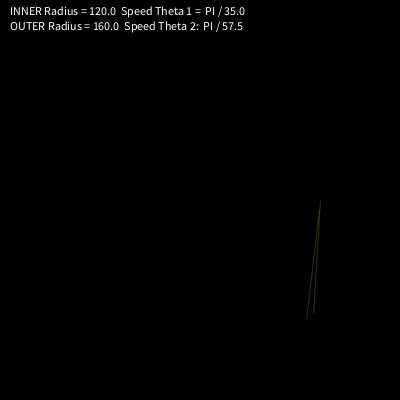 INNER Radius = 120.0  Speed Theta 1 =  PI / 35.0
OUTER Radius = 160.0  Speed Theta 2:  PI / 57.5